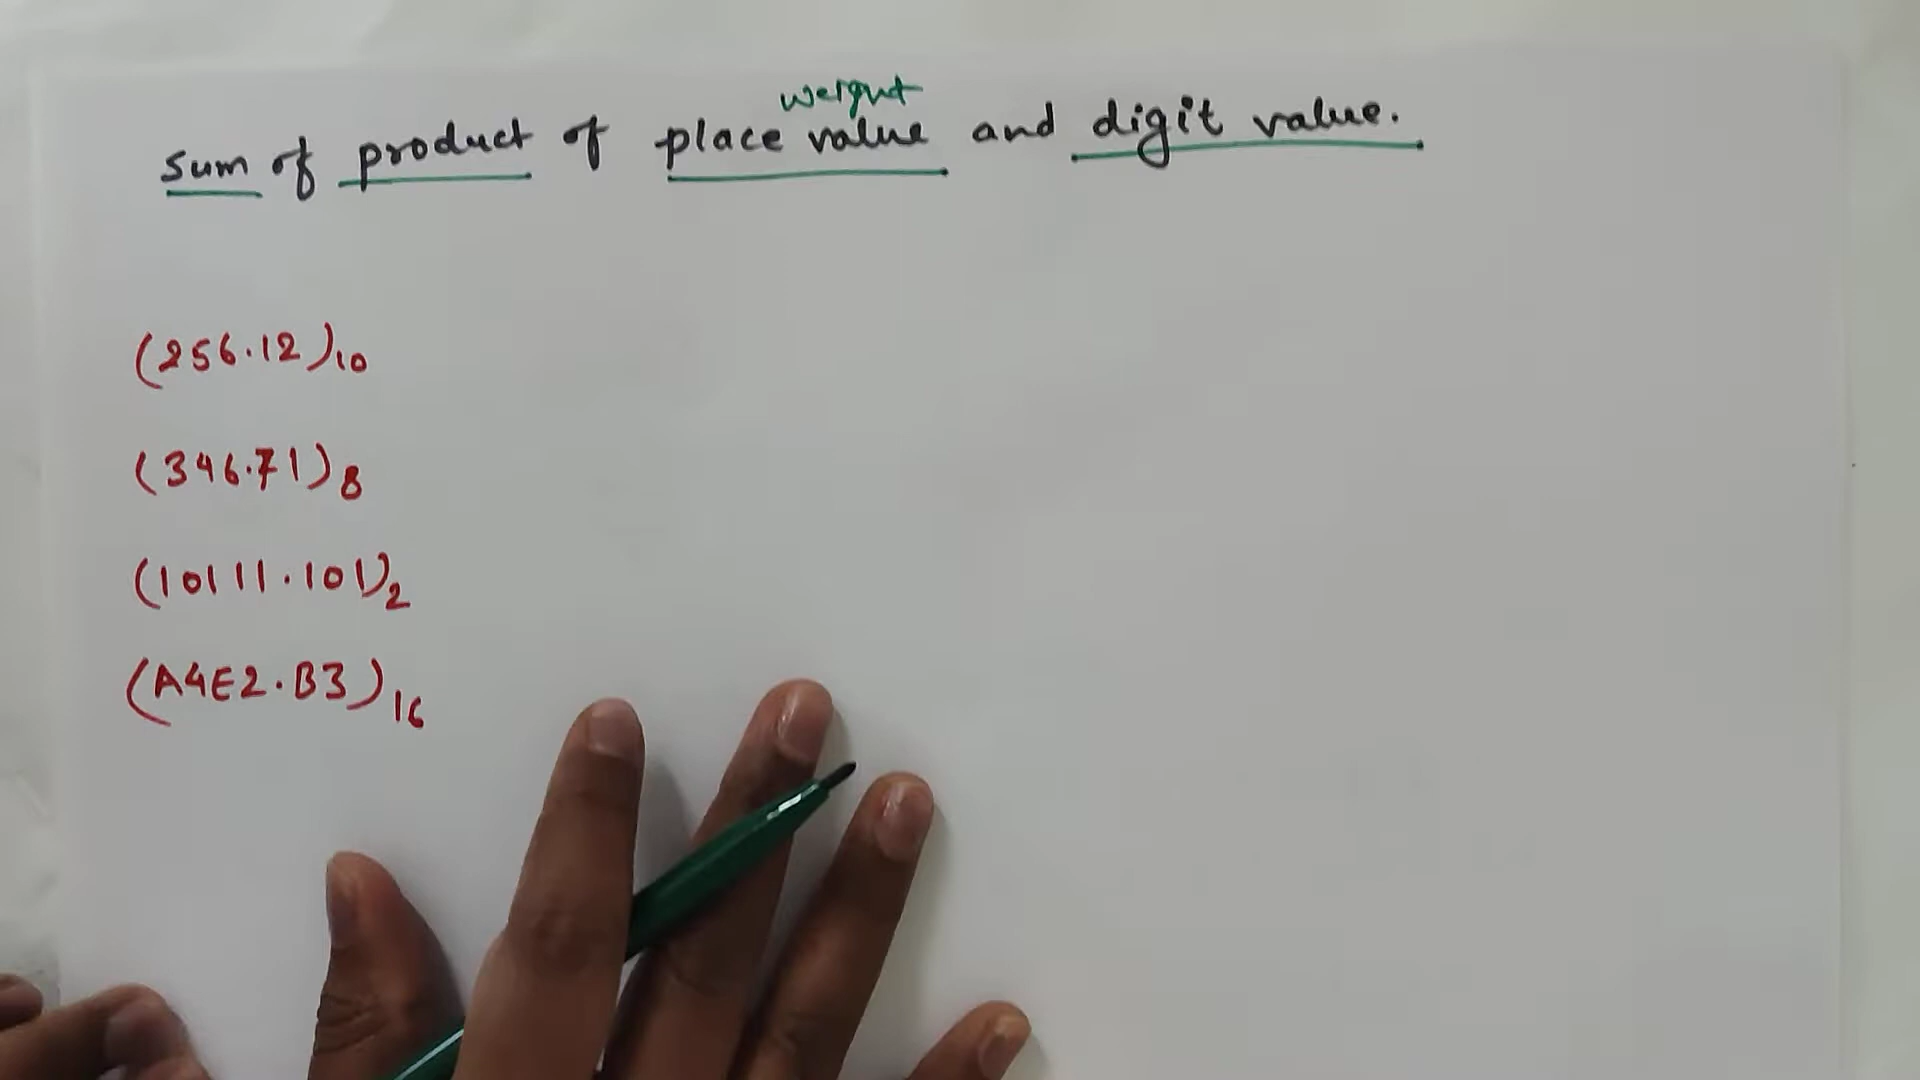 weight
sum of product of place value and digit value.
(256.12)10
(346.71)8
(10111.101)2
(A4E2.B3)16